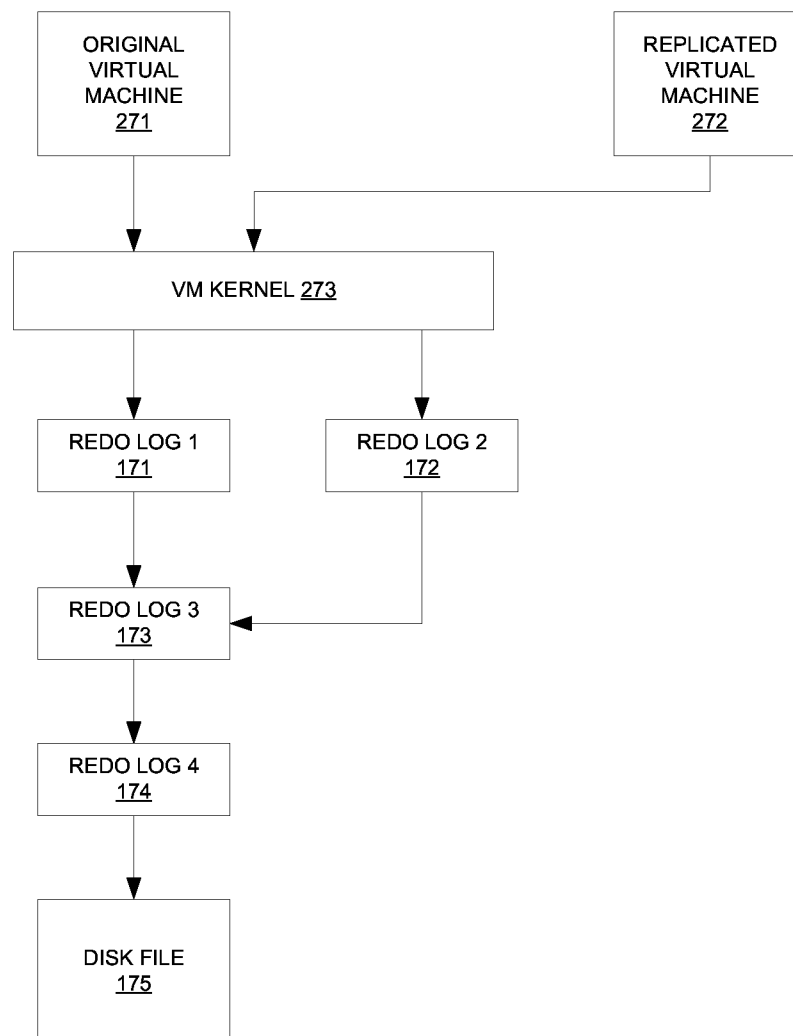 ORIGINAL
VIRTUAL
MACHINE
271
REPLICATED
VIRTUAL
MACHINE
272
VM KERNEL 273
REDO LOG 1
171
REDO LOG 2
172
REDO LOG 3
173
REDO LOG 4
174
DISK FILE
175